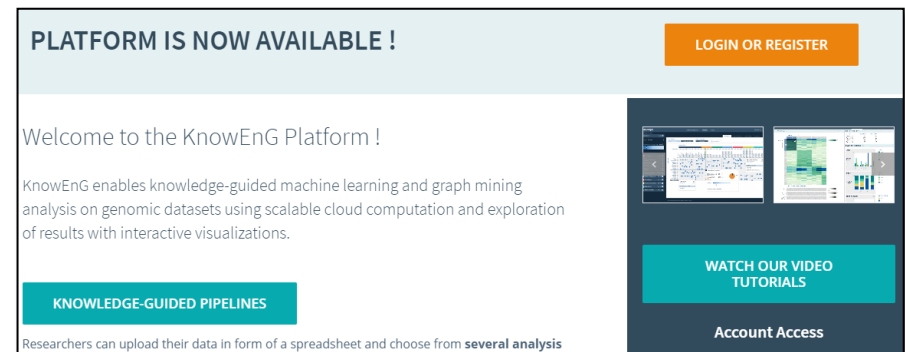 PLATFORM IS NOW AVAILABLE !
LOGIN OR REGISTER
Welcome to the KnowEnG Platform !
KnowEnG enables knowledge-guided machine learning and graph mining
analysis on genomic datasets using scalable cloud computation and exploration
of results with interactive visualizations.
KNOWLEDGE-GUIDED PIPELINES
Researchers can upload their data in form of a spreadsheet and choose from several analysis
WATCH OUR VIDEO
TUTORIALS
Account Access